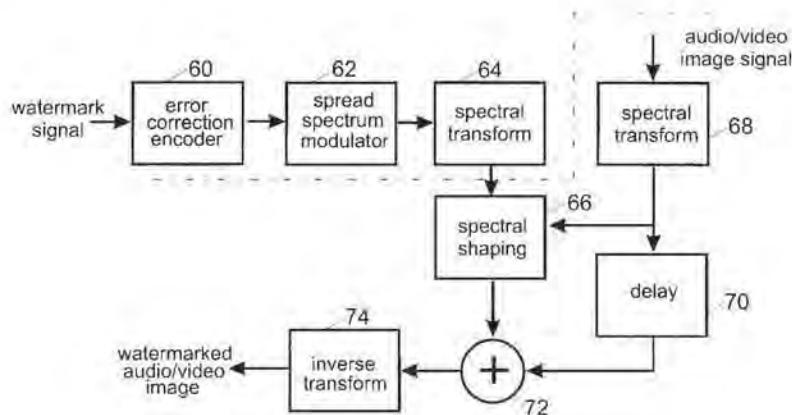 audio/video
image signal
60
62
64
watermark
signal
error
correction
encoder
spread
spectrum
modulator
spectral
transform
spectral
transform
68
66
spectral
shaping
delay
70
74
watermarked
audio/video
image
inverse
transform
+
72